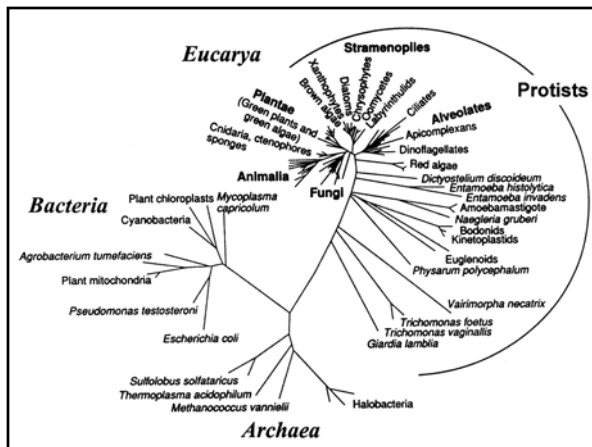 Eucarya
Stramenoplies
Xanthophytes
Brown algae
Diatoms
Chrysophytes
Oomycetes
Labyrinthulids
Ciliates
Protists
Plantae
(Green plants and
green algae)
Alveolates
Apicomplexans
Cnidaria, ctenophores
sponges
Dinoflagellates
Red algae
Animalia
Fungi
Dictyostelium discoideum
Entamoeba histolytica
Entamoeba invadens
Amoebamastigote
Naegleria gruberi
Bodonids
Kinetoplastids
Euglenoids
Physarum polycephalum
Vairimorpha necatrix
Trichomonas foetus
Trichomonas vaginallis
Giardia lamblia
Bacteria
Plant chloroplasts
Mycoplasma
capricolum
Cyanobacteria
Agrobacterium tumefaciens
Plant mitochondria
Pseudomonas testosteroni
Escherichia coli
Sulfolobus solfataricus
Thermoplasma acidophilum
Methanococcus vannielii
Halobacteria
Archaea